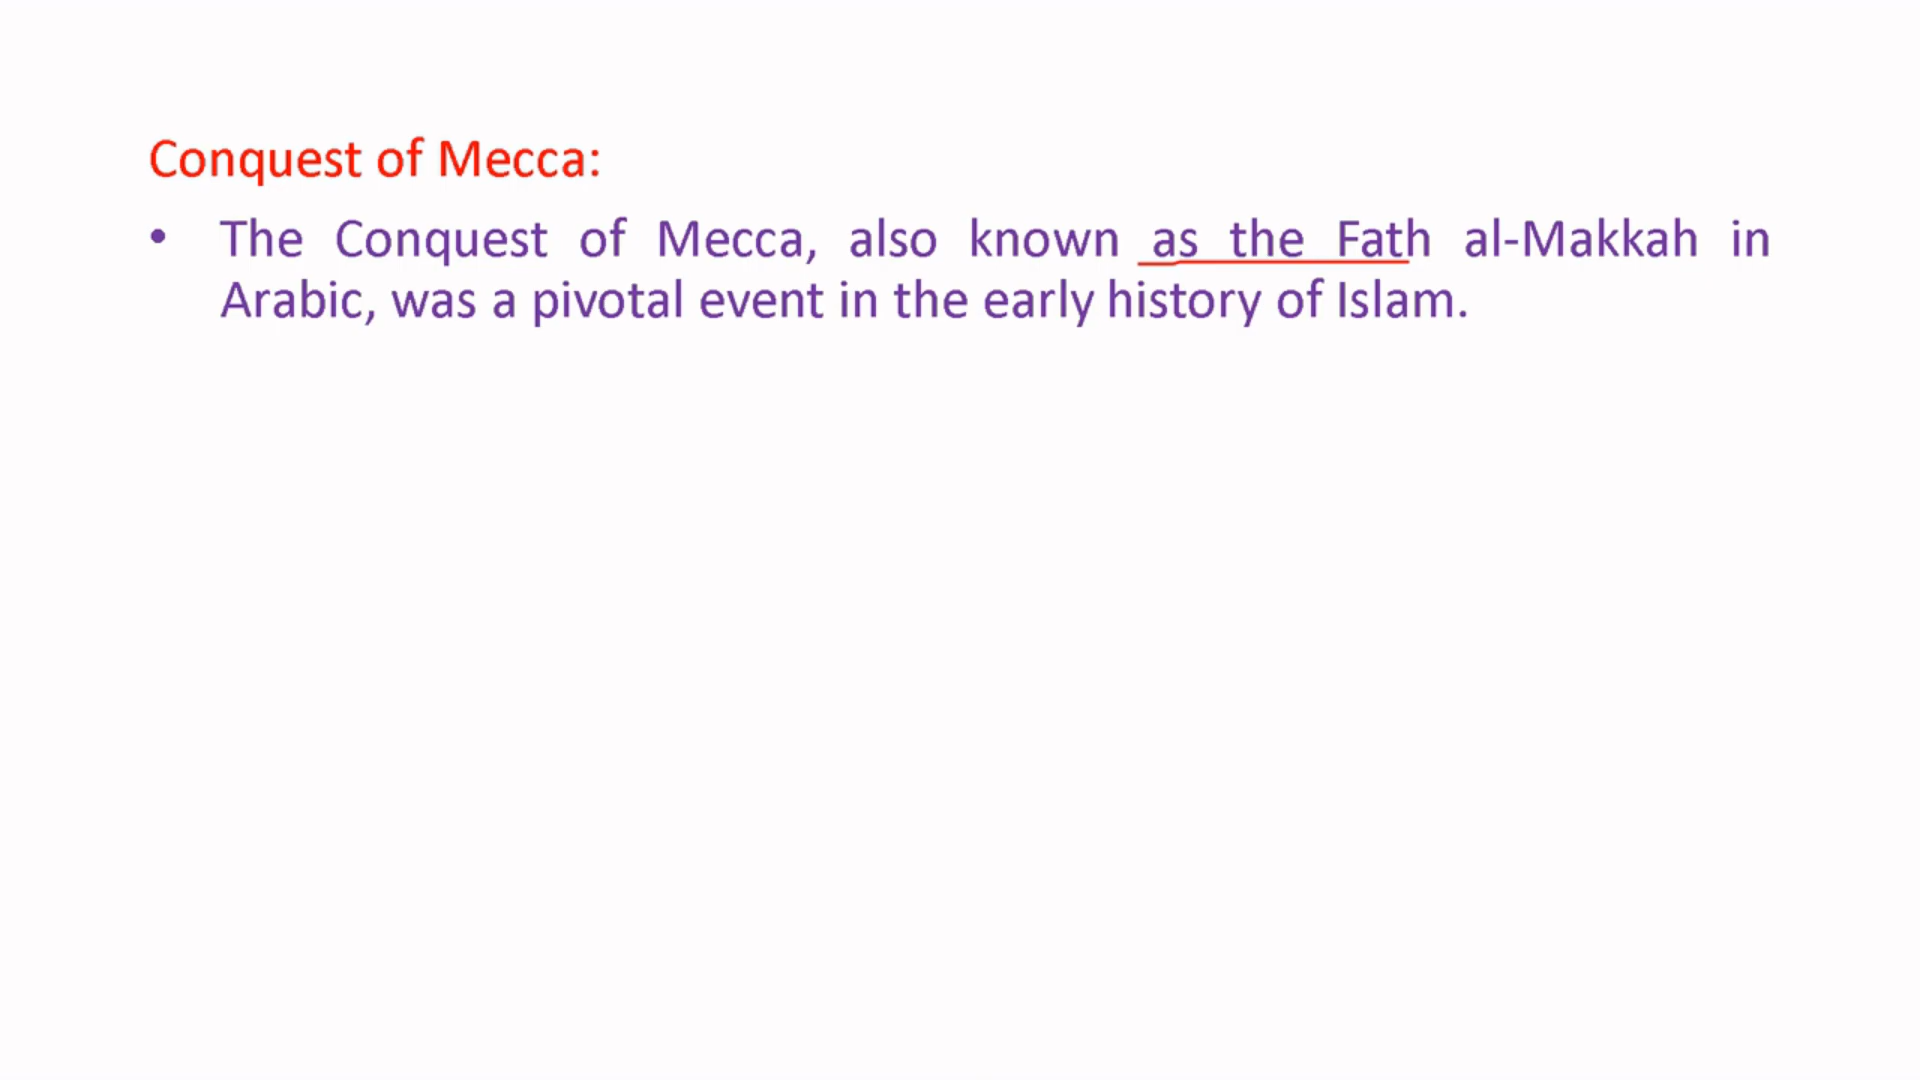 Conquest of Mecca:
• The Conquest of Mecca, also known as the Fath al-Makkah in
Arabic, was a pivotal event in the early history of Islam.